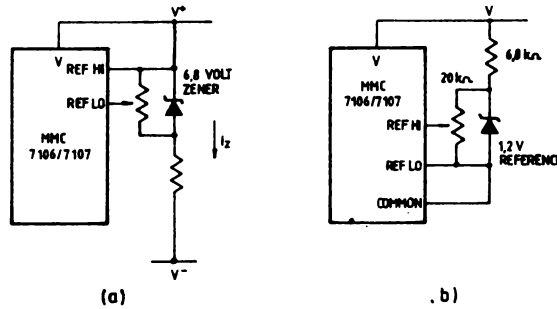 V⁺
V
REF HI
REF LO
MMC
7106/7107
6,8 VOLT
ZENER
I_z
V⁻
(a)
V
V
6,8 kΩ
20 kΩ
REF HI
MMC
7106/7107
REF LO
1,2 V
REFERENCE
COMMON
b)